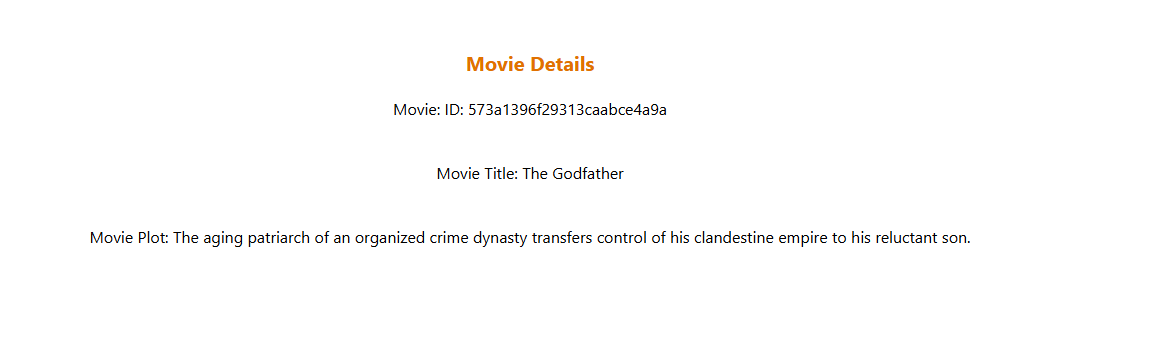 Movie Details
Movie: ID: 573a1396f29313caabce4a9a
Movie Title: The Godfather
Movie Plot: The aging patriarch of an organized crime dynasty transfers control of his clandestine empire to his reluctant son.